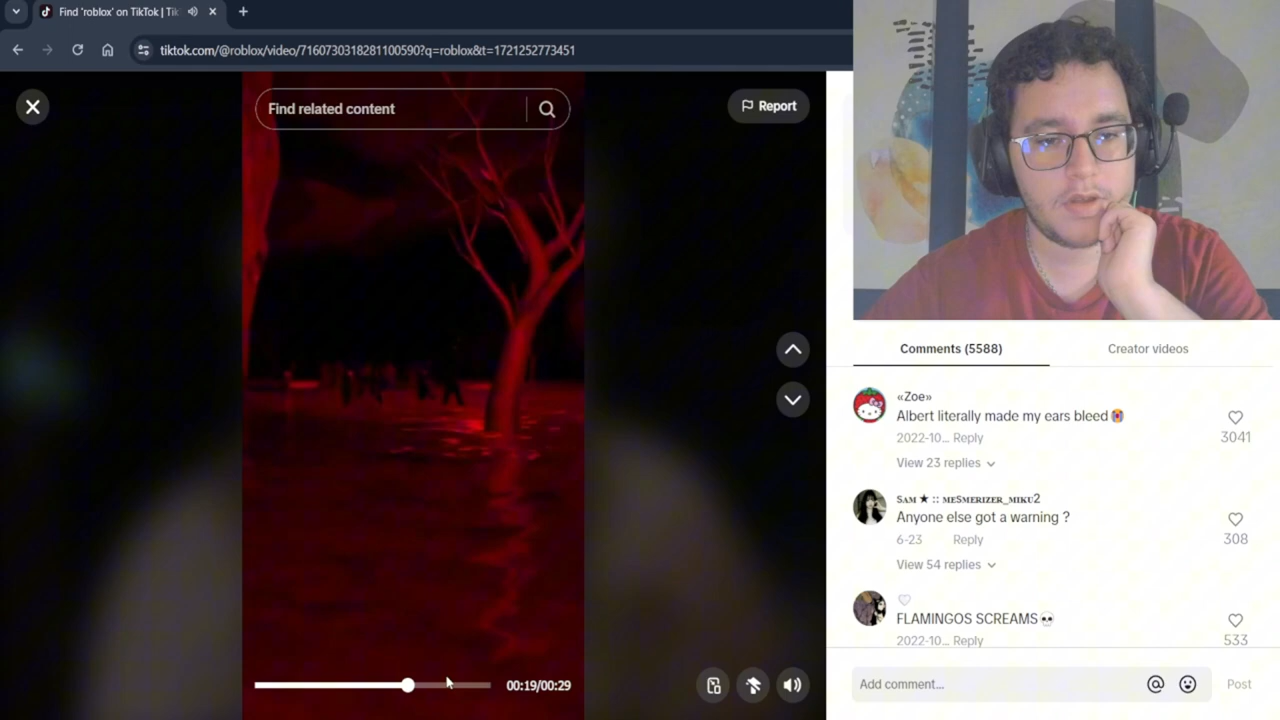 Find 'roblox' on TikTok | Tik
tiktok.com/@roblox/video/7160730318281100590?q=roblox&t=1721252773451
Find related content
Report
00:19/00:29
Comments (5588)
Creator videos
«Zoe»
Albert literally made my ears bleed😭
3041
2022-10... Reply
View 23 replies
Sᴀᴍ ★ :: ᴍᴇsᴍᴇʀɪᴢᴇʀ_ᴍɪᴋᴜ2
Anyone else got a warning ?
308
6-23 Reply
View 54 replies
🤍
FLAMINGOS SCREAMS💀
533
2022-10... Reply
Add comment...
Post